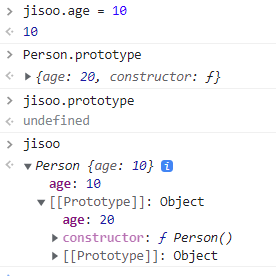 > jisoo.age = 10
< 10
> Person.prototype
< ▶ {age: 20, constructor: ƒ}
> jisoo.prototype
< undefined
> jisoo
< ▼ Person {age: 10} i
age: 10
▼ [[Prototype]]: Object
age: 20
▶ constructor: ƒ Person()
▶ [[Prototype]]: Object